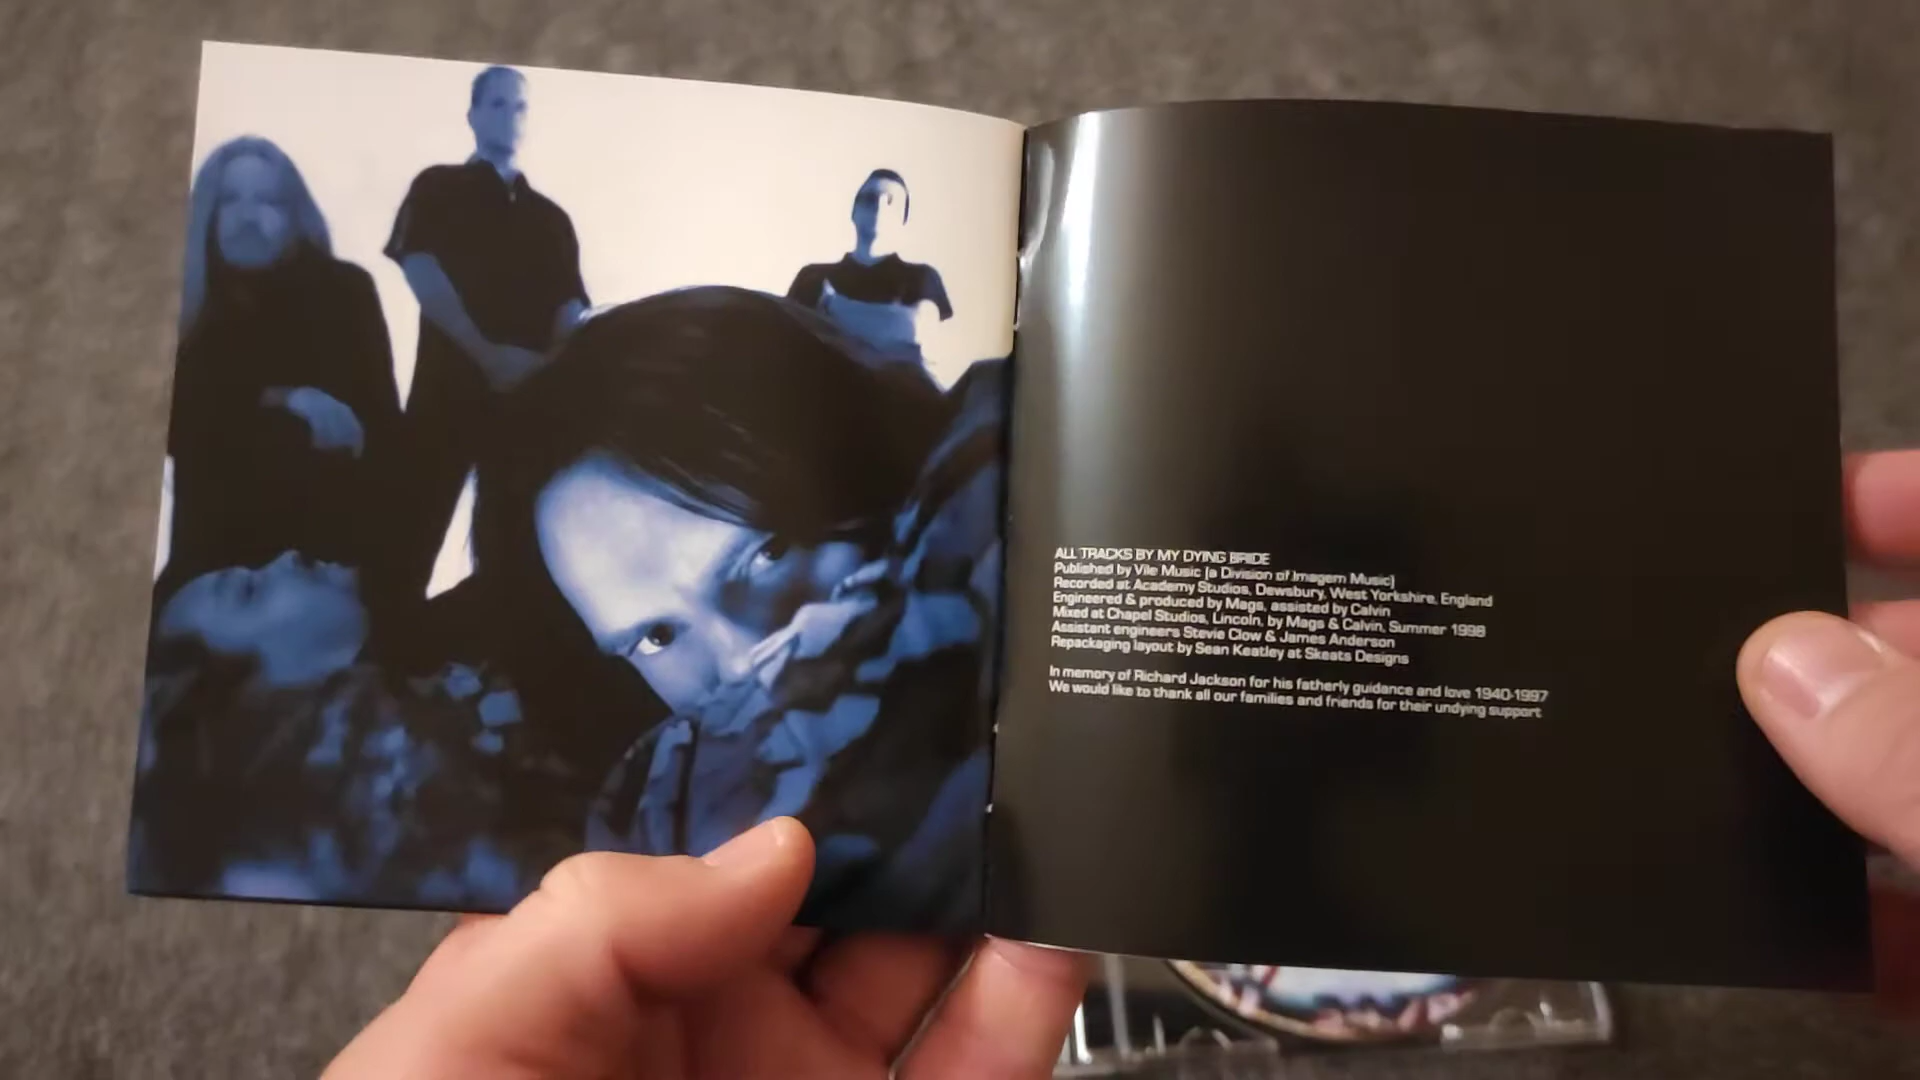 ALL TRACKS BY MY DYING BRIDE
Published by Vile Music (a Division of Imagem Music)
Recorded at Academy Studios, Dewsbury, West Yorkshire, England
Engineered & produced by Mags, assisted by Calvin
Mixed at Chapel Studios, Lincoln, by Mags & Calvin, Summer 1998
Assistant engineers Stevie Clow & James Anderson
Repackaging layout by Sean Keatley at Skeats Designs
In memory of Richard Jackson for his fatherly guidance and love 1940-1997
We would like to thank all our families and friends for their undying support